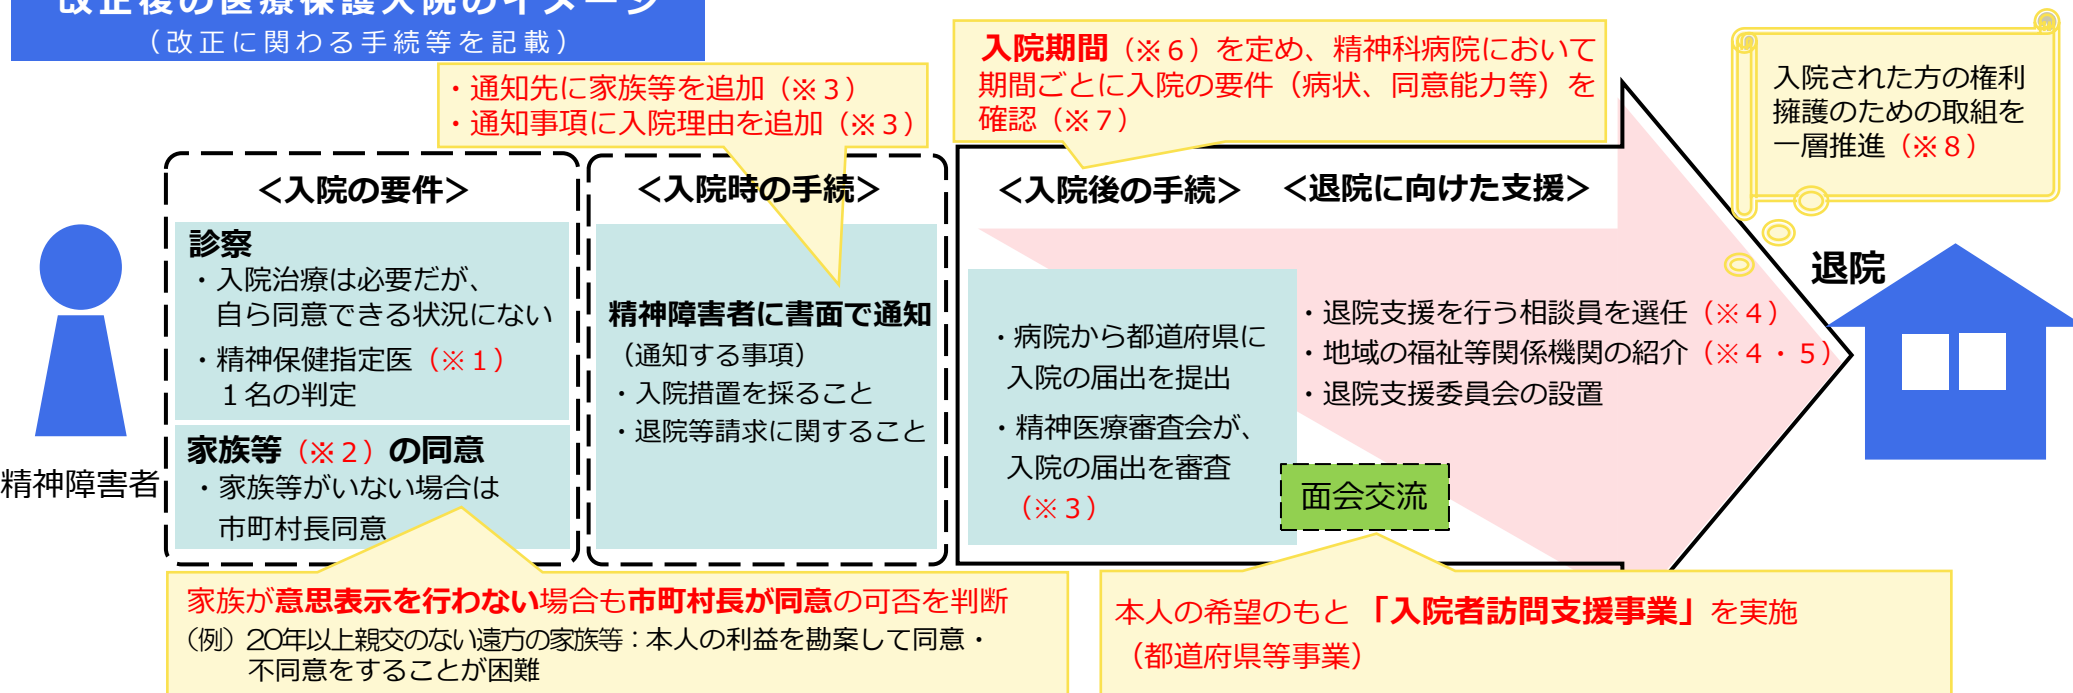 改正後の医療保護入院のイメージ
（改正に関わる手続等を記載）
・通知先に家族等を追加（※３）
・通知事項に入院理由を追加（※３）
入院期間（※６）を定め、精神科病院において
期間ごとに入院の要件（病状、同意能力等）を
確認（※７）
入院された方の権利
擁護のための取組を
一層推進（※８）
＜入院の要件＞
診察
・入院治療は必要だが、
自ら同意できる状況にない
・精神保健指定医（※１）
１名の判定
家族等（※２）の同意
・家族等がいない場合は
市町村長同意
精神障害者
＜入院時の手続＞
精神障害者に書面で通知
（通知する事項）
・入院措置を採ること
・退院等請求に関すること
＜入院後の手続＞
・病院から都道府県に
入院の届出を提出
・精神医療審査会が、
入院の届出を審査
（※３）
＜退院に向けた支援＞
・退院支援を行う相談員を選任（※４）
・地域の福祉等関係機関の紹介（※４・５）
・退院支援委員会の設置
面会交流
退院
家族が意思表示を行わない場合も市町村長が同意の可否を判断
（例）20年以上親交のない遠方の家族等：本人の利益を勘案して同意・
不同意をすることが困難
本人の希望のもと「入院者訪問支援事業」を実施
（都道府県等事業）